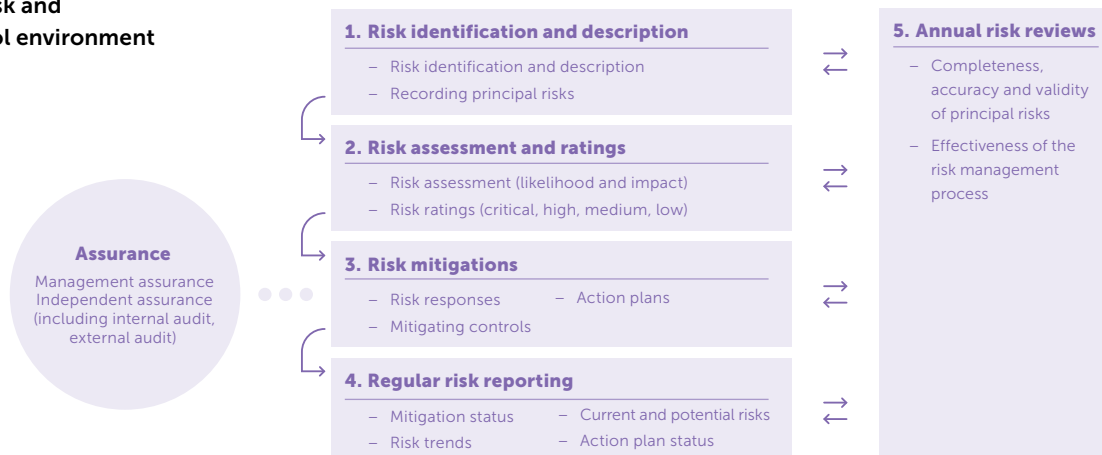 sk and
ol environment
1. Risk identification and description
– Risk identification and description
– Recording principal risks
2. Risk assessment and ratings
– Risk assessment (likelihood and impact)
– Risk ratings (critical, high, medium, low)
Assurance
Management assurance
Independent assurance
(including internal audit,
external audit)
3. Risk mitigations
– Risk responses
– Action plans
– Mitigating controls
4. Regular risk reporting
– Mitigation status
– Current and potential risks
– Risk trends
– Action plan status
5. Annual risk reviews
– Completeness,
accuracy and validity
of principal risks
– Effectiveness of the
risk management
process